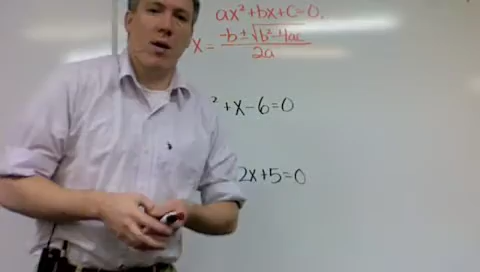 ax² + bx + c = 0,
x = -b ± √b² - 4ac / 2a
² + x - 6 = 0
2x + 5 = 0